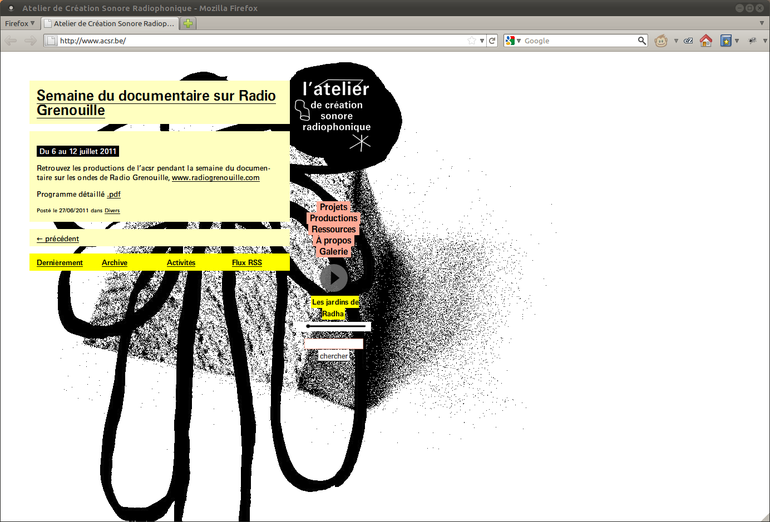 Atelier de Création Sonore Radiophonique - Mozilla Firefox
Firefox
Atelier de Création Sonore Radiop...
http://www.acsr.be/
Google
Semaine du documentaire sur Radio
Grenouille
Du 6 au 12 juillet 2011
Retrouvez les productions de l'acsr pendant la semaine du documen-
taire sur les ondes de Radio Grenouille, www.radiogrenouille.com
Programme détaillé .pdf
Posté le 27/06/2011 dans Divers
← précédent
Dernièrement Archive Activités Flux RSS
l'atelier
de création
sonore
radiophonique
Projets
Productions
Ressources
À propos
Galerie
Les jardins de
Radha
chercher